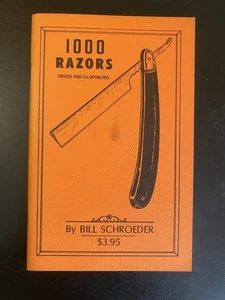 1000
RAZORS
PRICED AND ILLUSTRATED
By BILL SCHROEDER
$3.95